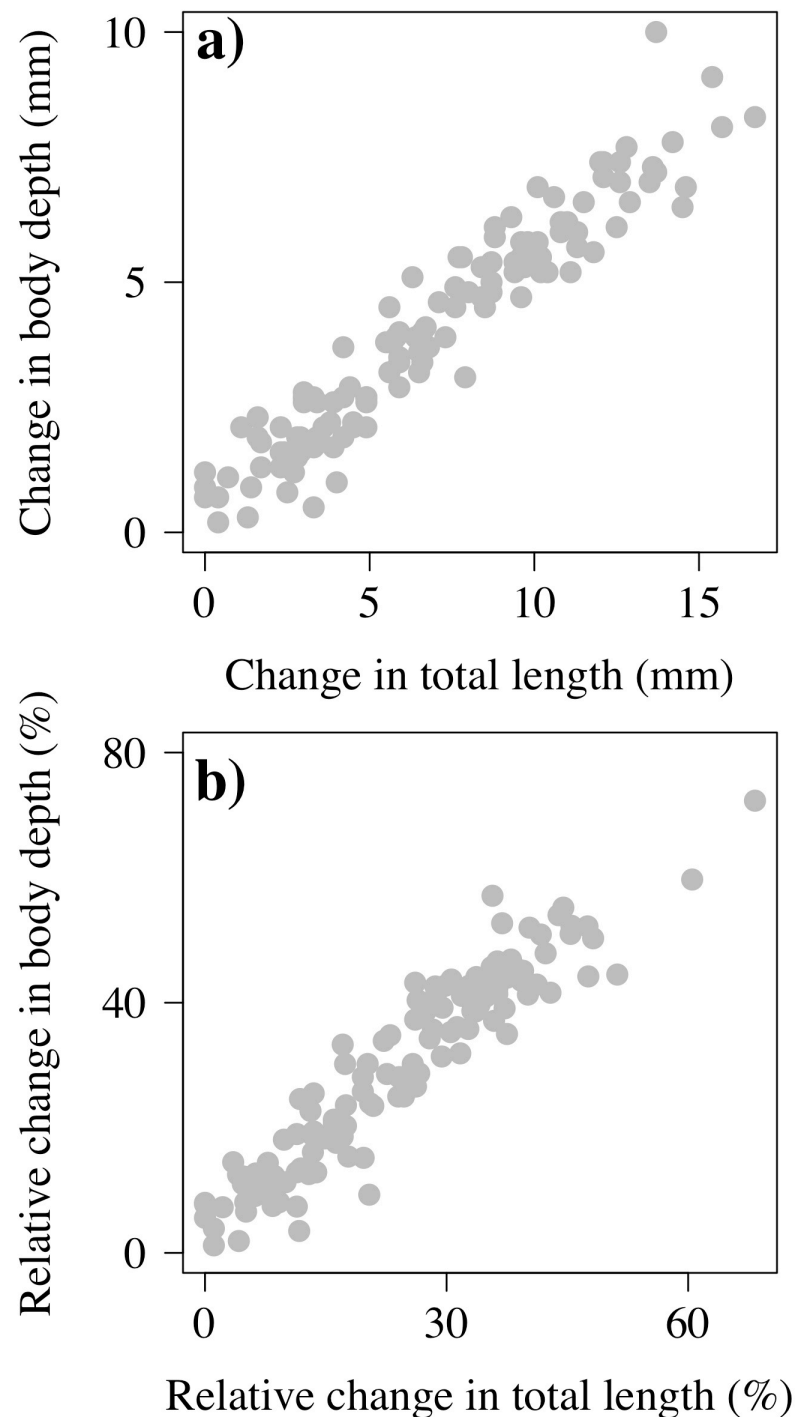 a)
10
5
0
Change in body depth (mm)
0 5 10 15
Change in total length (mm)
b)
80
40
0
Relative change in body depth (%)
0 30 60
Relative change in total length (%)